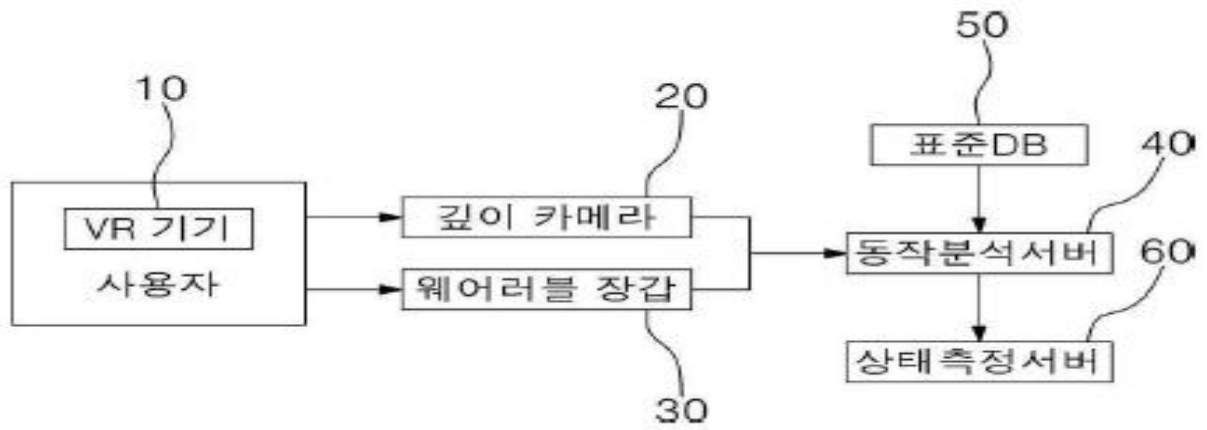 50
10
20
표준DB
40
VR 기기
깊이 카메라
사용자
웨어러블 장갑
동작분석서버
60
상태측정서버
30